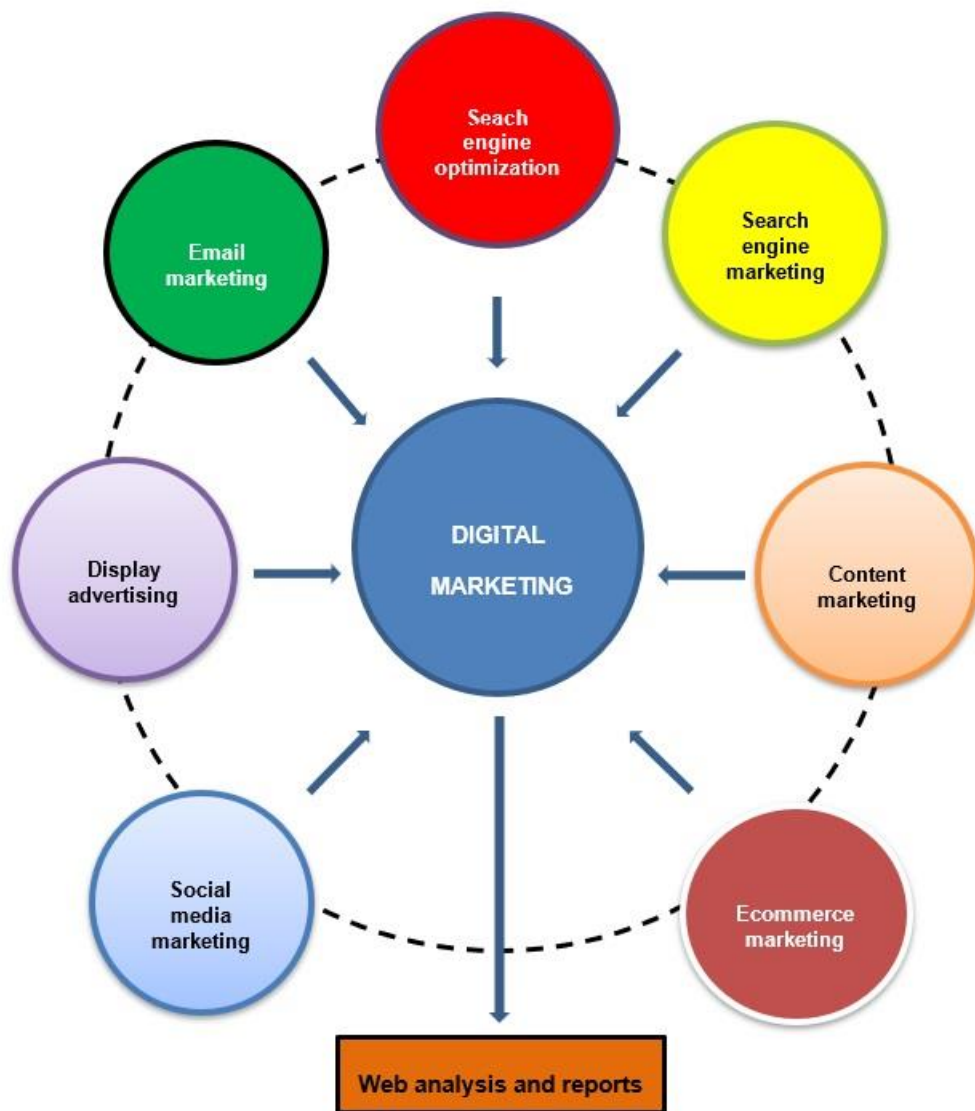 Seach
engine
optimization
Search
engine
marketing
Email
marketing
DIGITAL
MARKETING
Display
advertising
Content
marketing
Social
media
marketing
Ecommerce
marketing
Web analysis and reports